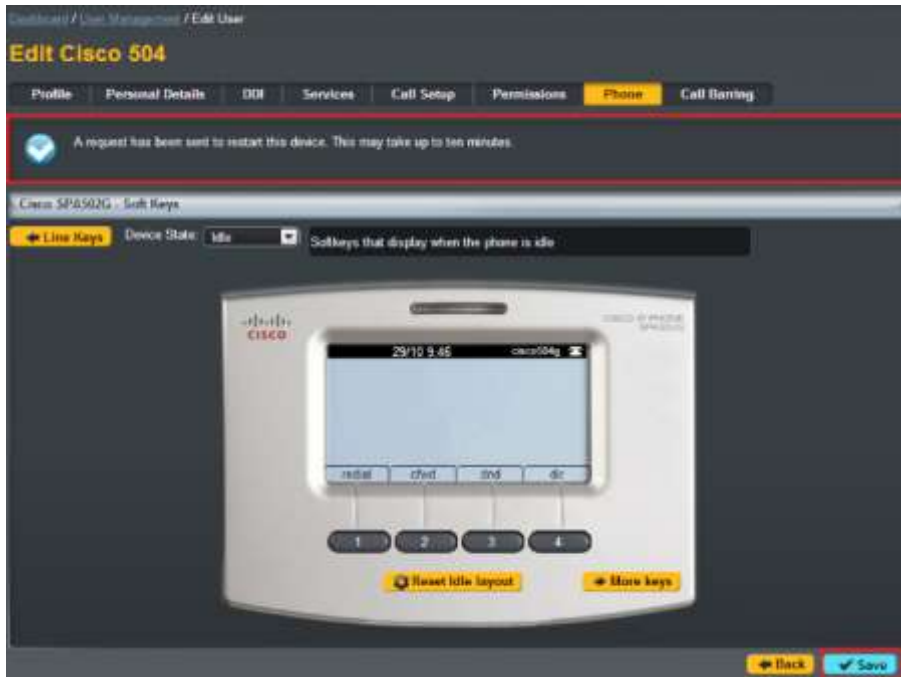 Dashboard / User Management / Edit User
Edit Cisco 504
Profile Personal Details DDI Services Call Setup Permissions Phone Call Barring
A request has been sent to restart this device. This may take up to ten minutes.
Cisco SPA502G - Soft Keys
Line Keys Device State: Idle Softkeys that display when the phone is idle
CISCO
CISCO IP PHONE
29/10 9.46 cisco504g
redial cfwd dnd dir
1 2 3 4
Reset Idle layout More keys
Back Save